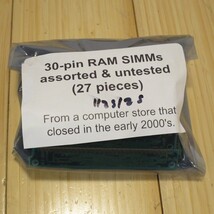 30-pin RAM SIMMs
assorted & untested
(27 pieces)
From a computer store that
closed in the early 2000's.